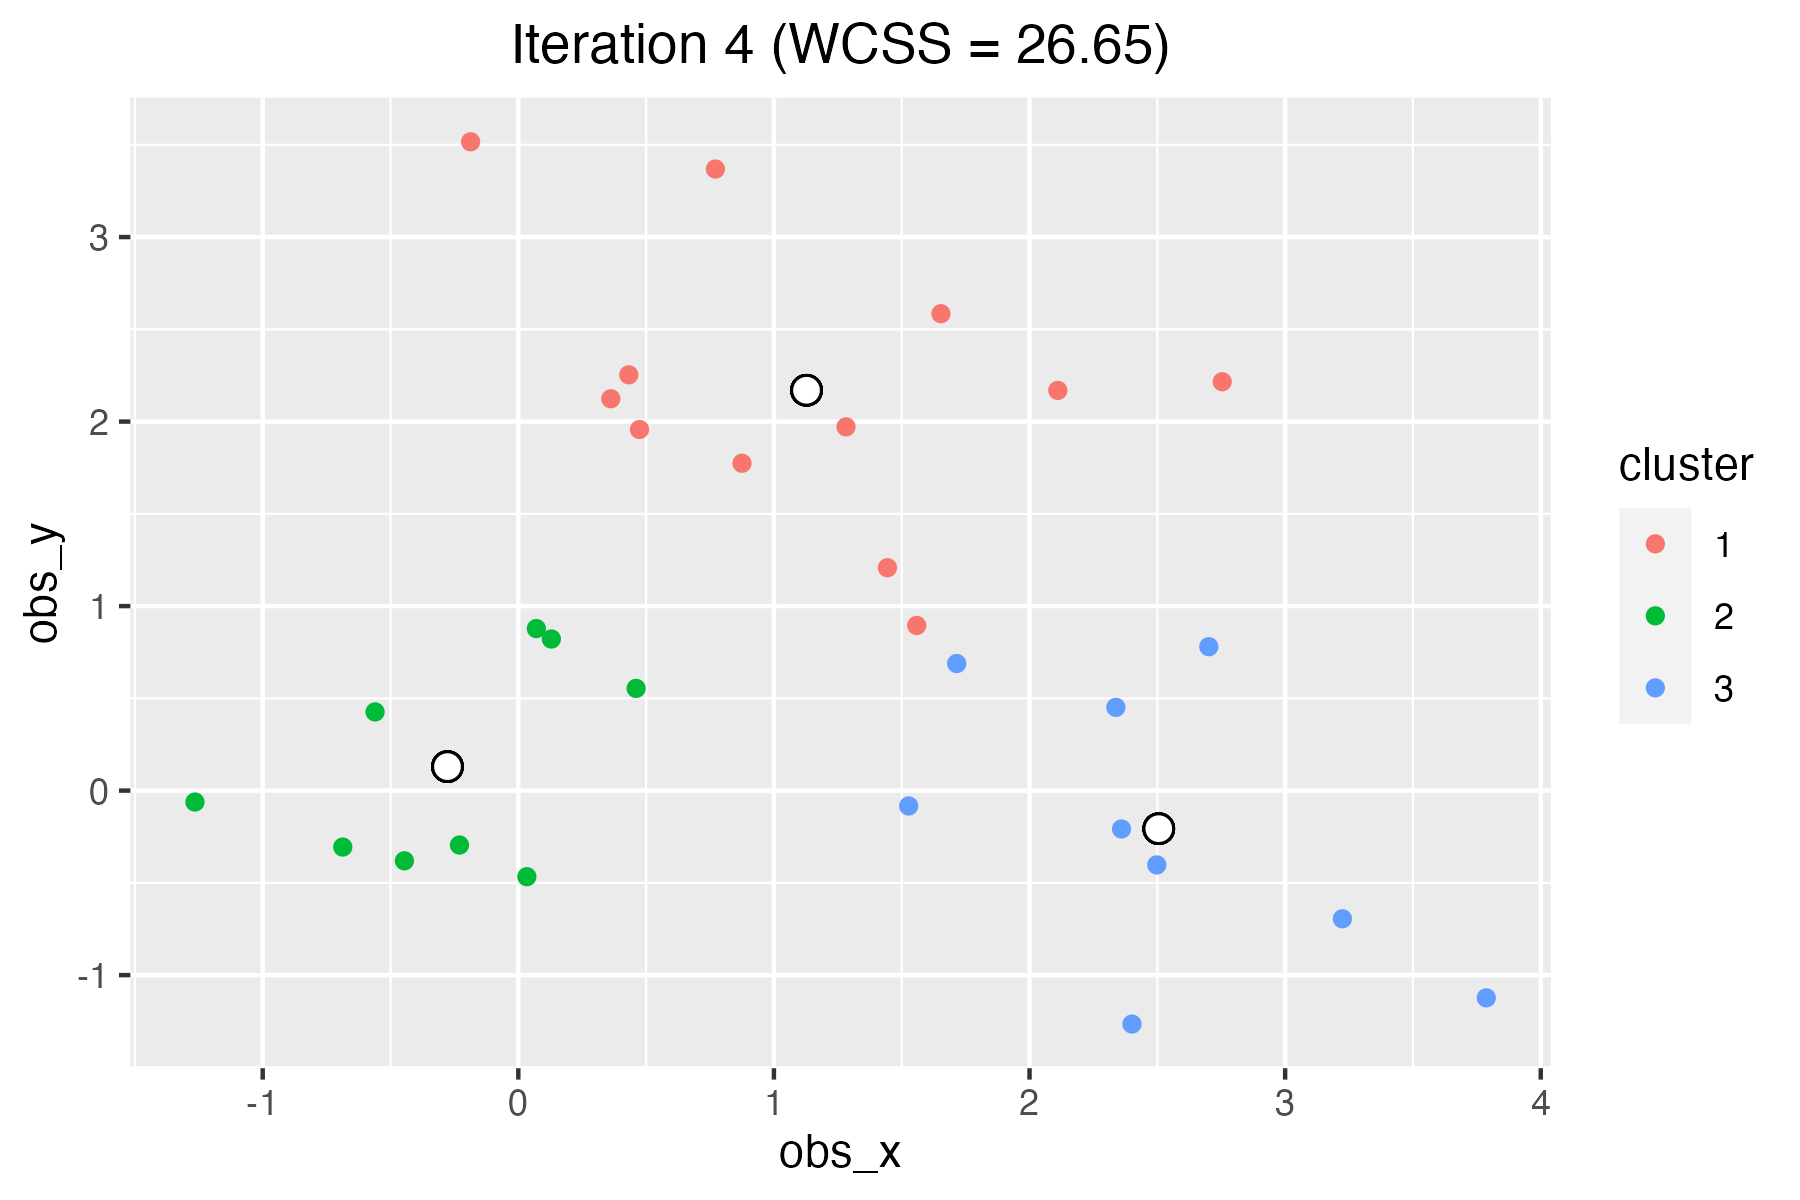 Iteration 4 (WCSS = 26.65)
obs_y
3
2
1
0
-1
-1 0 1 2 3 4
obs_x
cluster
1
2
3